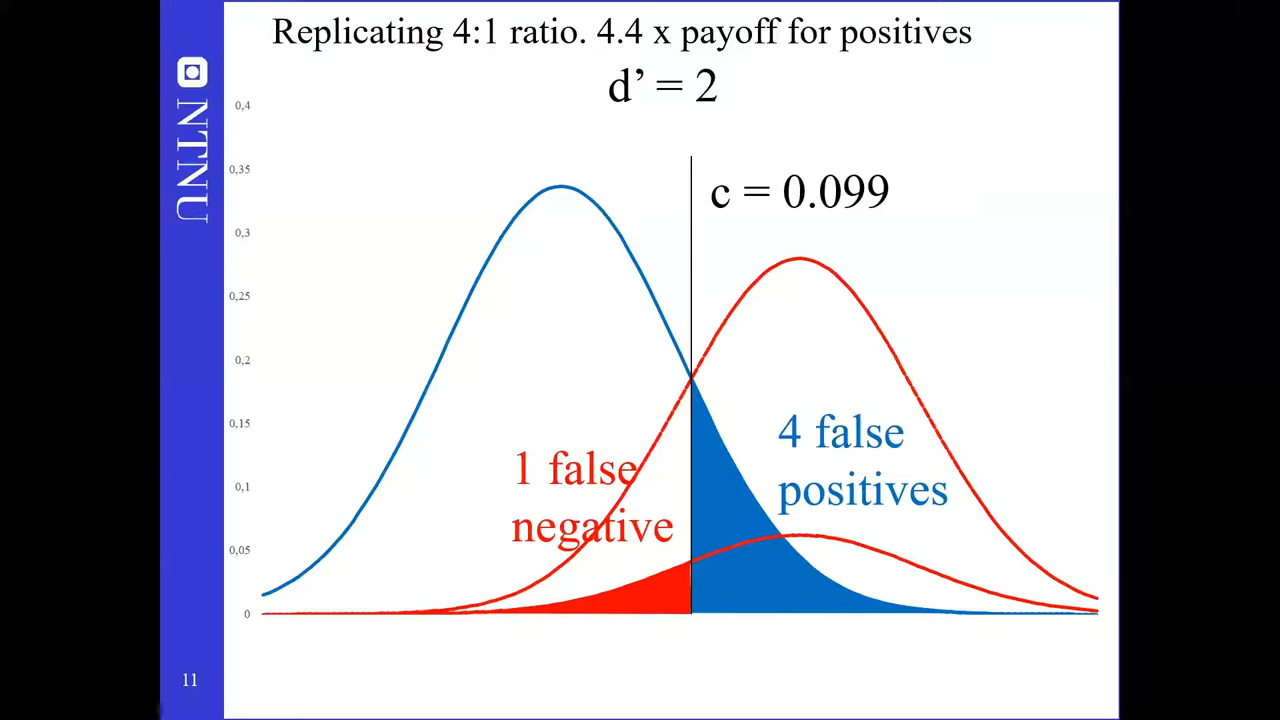 Replicating 4:1 ratio. 4.4 x payoff for positives
d’ = 2
NTNU
0,4
0,35
c = 0.099
0,3
0,25
0,2
0,15
4 false
positives
1 false
negative
0,1
0,05
0
11